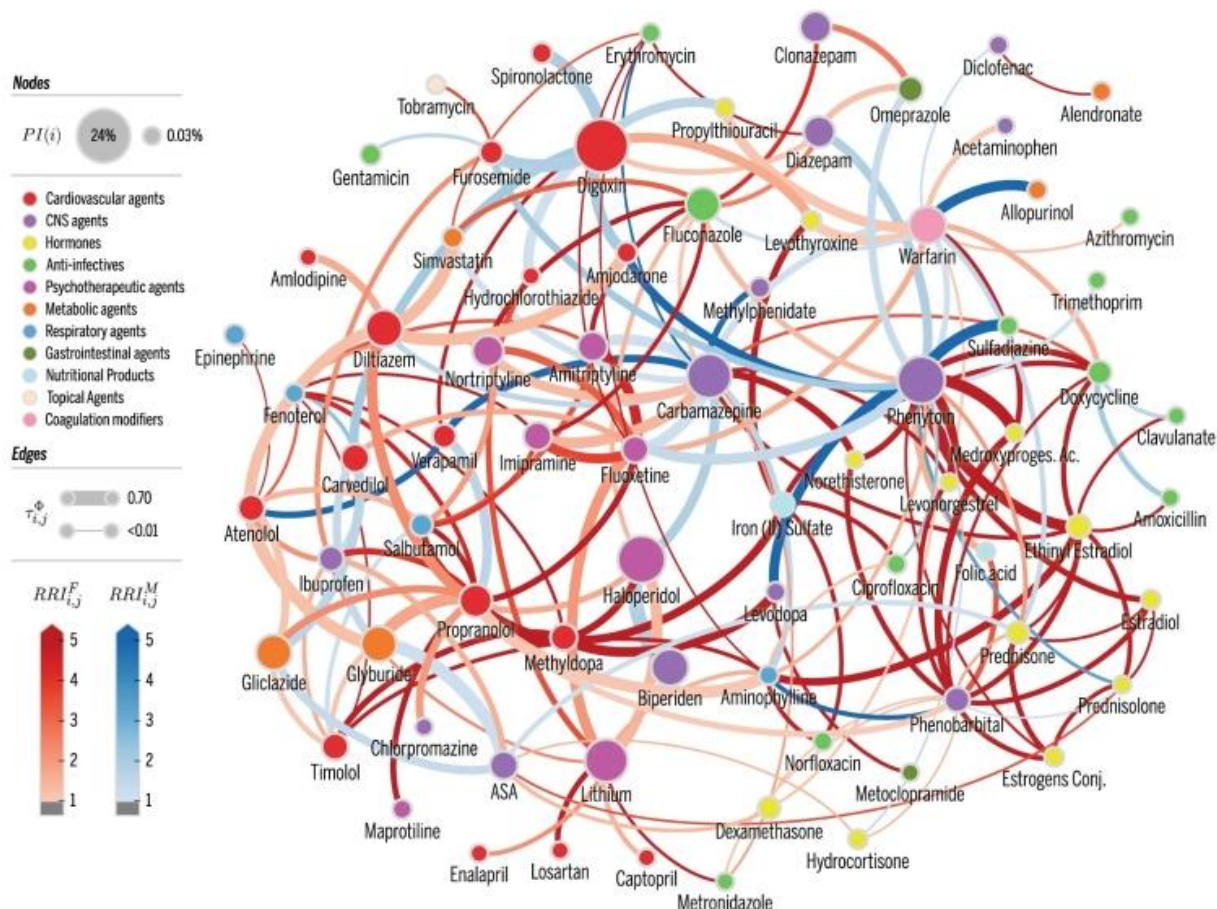 Nodes
PI(i) 24% 0.03%
Cardiovascular agents
CNS agents
Hormones
Anti-infectives
Psychotherapeutic agents
Metabolic agents
Respiratory agents
Gastrointestinal agents
Nutritional Products
Topical Agents
Coagulation modifiers
Edges
τ^Φ_{i,j} 0.70
<0.01
RRI^F_{i,j} RRI^M_{i,j}
5 5
4 4
3 3
2 2
1 1
Erythromycin
Clonazepam
Spironolactone
Diclofenac
Tobramycin
Omeprazole
Alendronate
Propylthiouracil
Acetaminophen
Diazepam
Gentamicin
Furosemide
Digoxin
Allopurinol
Fluconazole
Levothyroxine
Warfarin
Azithromycin
Simvastatin
Amlodipine
Amjodarone
Hydrochlorothiazide
Methylphenidate
Trimethoprim
Epinephrine
Diltiazem
Nortriptyline
Amitriptyline
Sulfadiazine
Fenoterol
Carbamazepine
Phenytoin
Doxycycline
Verapamil
Imipramine
Fluoxetine
Norethisterone
Medroxyproges. Ac.
Clavulanate
Carvedilol
Levonorgestrel
Atenolol
Salbutamol
Iron (II) Sulfate
Ethinyl Estradiol
Amoxicillin
Ibuprofen
Haloperidol
Ciprofloxacin
Folic acid
Levodopa
Estradiol
Propranolol
Methyldopa
Prednisone
Gliclazide
Glyburide
Biperiden
Aminophylline
Phenobarbital
Prednisolone
Chlorpromazine
Timolol
ASA
Lithium
Norfloxacin
Metoclopramide
Estrogens Conj.
Maprotiline
Dexamethasone
Hydrocortisone
Enalapril
Losartan
Captopril
Metronidazole